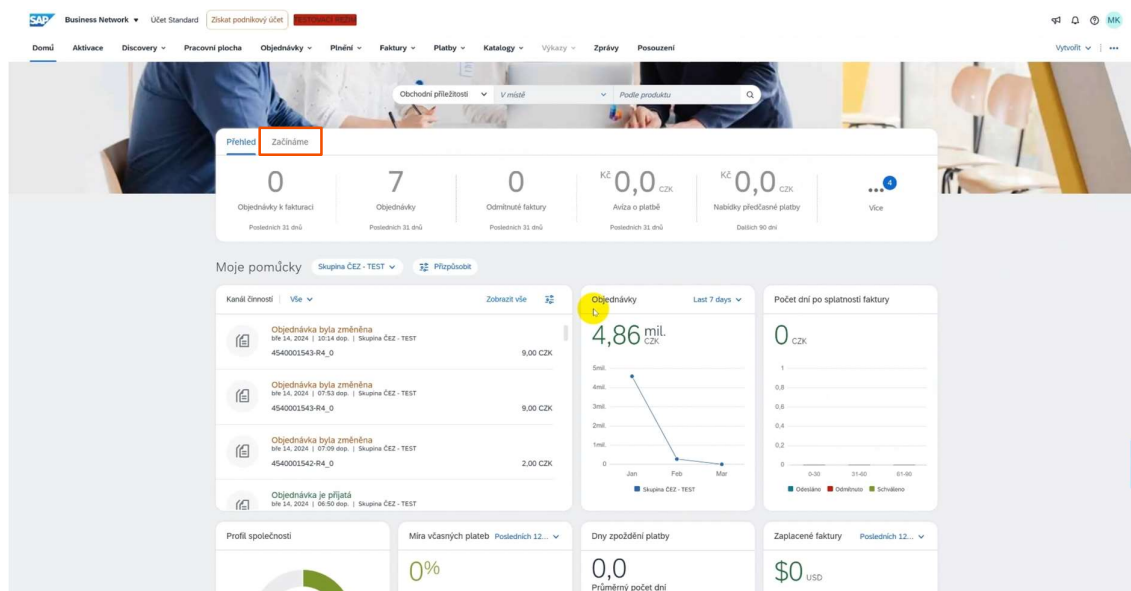 SAP Business Network Účet Standard Získat podnikový účet TESTOVACÍ REŽIM MK
Domů Aktivace Discovery Pracovní plocha Objednávky Plnění Faktury Platby Katalogy Výkazy Zprávy Posouzení Vytvořit
Obchodní příležitosti V místě Podle produktu
Přehled Začínáme
0 7 0 Kč 0,0 CZK Kč 0,0 CZK ... 4
Objednávky k fakturaci Objednávky Odmítnuté faktury Avíza o platbě Nabídky předčasné platby Více
Posledních 31 dnů Posledních 31 dnů Posledních 31 dnů Posledních 31 dnů Dalších 90 dní
Moje pomůcky Skupina ČEZ - TEST Přizpůsobit
Kanál činností Vše Zobrazit vše
Objednávka byla změněna
bře 14, 2024 | 10:14 dop. | Skupina ČEZ - TEST
4540001543-R4_0 9,00 CZK
Objednávka byla změněna
bře 14, 2024 | 07:53 dop. | Skupina ČEZ - TEST
4540001543-R4_0 9,00 CZK
Objednávka byla změněna
bře 14, 2024 | 07:09 dop. | Skupina ČEZ - TEST
4540001542-R4_0 2,00 CZK
Objednávka je přijatá
bře 14, 2024 | 06:50 dop. | Skupina ČEZ - TEST
Objednávky Last 7 days
4,86 mil. CZK
5mil.
4mil.
3mil.
2mil.
1mil.
0
Jan Feb Mar
Skupina ČEZ - TEST
Počet dní po splatnosti faktury
0 CZK
1
0,8
0,6
0,4
0,2
0
0-30 31-60 61-90
Odesláno Odmítnuto Schváleno
Profil společnosti
Míra včasných plateb Posledních 12...
0%
Dny zpoždění platby
0,0
Průměrný počet dní
Zaplacené faktury Posledních 12...
$0 USD